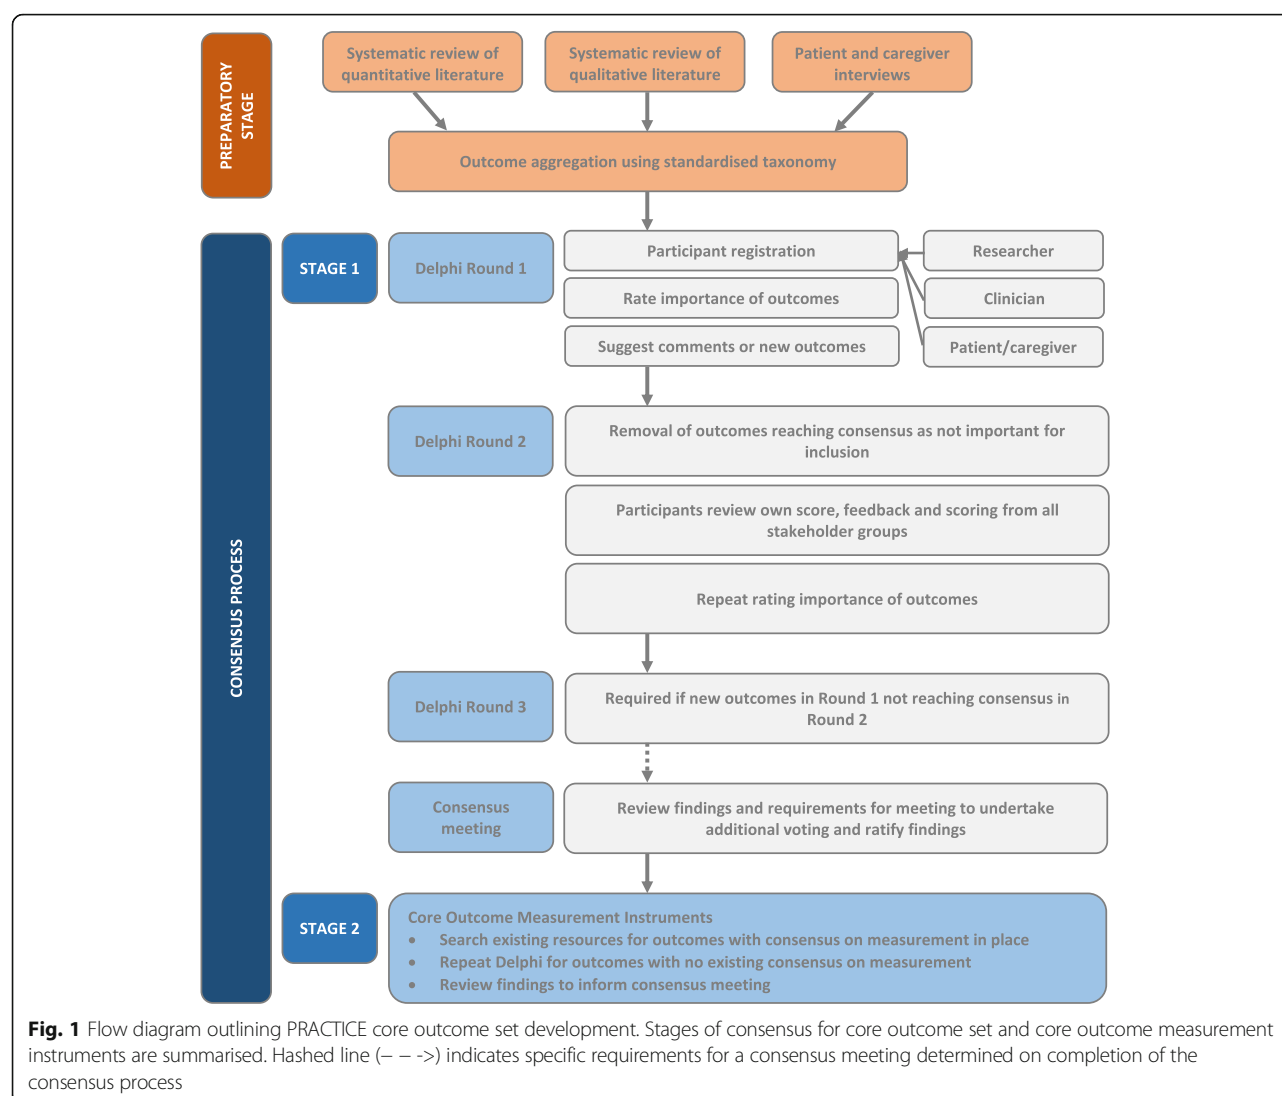 PREPARATORY
STAGE
Systematic review of
quantitative literature
Systematic review of
qualitative literature
Patient and caregiver
interviews
Outcome aggregation using standardised taxonomy
CONSENSUS PROCESS
STAGE 1
Delphi Round 1
Participant registration
Researcher
Rate importance of outcomes
Clinician
Suggest comments or new outcomes
Patient/caregiver
Delphi Round 2
Removal of outcomes reaching consensus as not important for
inclusion
Participants review own score, feedback and scoring from all
stakeholder groups
Repeat rating importance of outcomes
Delphi Round 3
Required if new outcomes in Round 1 not reaching consensus in
Round 2
Consensus
meeting
Review findings and requirements for meeting to undertake
additional voting and ratify findings
STAGE 2
Core Outcome Measurement Instruments
• Search existing resources for outcomes with consensus on measurement in place
• Repeat Delphi for outcomes with no existing consensus on measurement
• Review findings to inform consensus meeting
Fig. 1 Flow diagram outlining PRACTICE core outcome set development. Stages of consensus for core outcome set and core outcome measurement
instruments are summarised. Hashed line (– – ->) indicates specific requirements for a consensus meeting determined on completion of the
consensus process